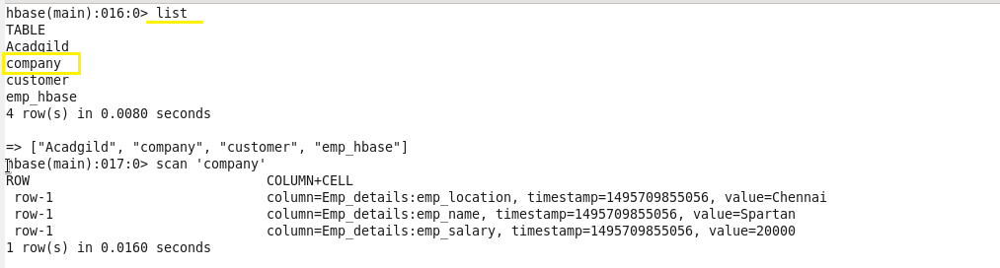 hbase(main):016:0> list
TABLE
Acadgild
company
customer
emp_hbase
4 row(s) in 0.0080 seconds
=> ["Acadgild", "company", "customer", "emp_hbase"]
hbase(main):017:0> scan 'company'
ROW COLUMN+CELL
row-1 column=Emp_details:emp_location, timestamp=1495709855056, value=Chennai
row-1 column=Emp_details:emp_name, timestamp=1495709855056, value=Spartan
row-1 column=Emp_details:emp_salary, timestamp=1495709855056, value=20000
1 row(s) in 0.0160 seconds